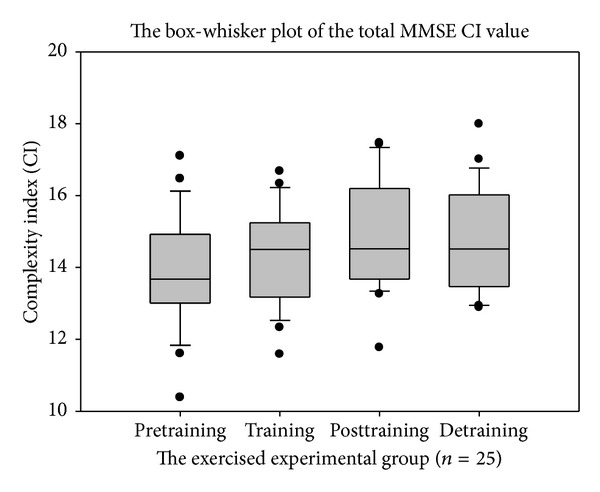 The box-whisker plot of the total MMSE CI value
20
18
16
14
12
10
Complexity index (CI)
Pretraining Training Posttraining Detraining
The exercised experimental group (n = 25)